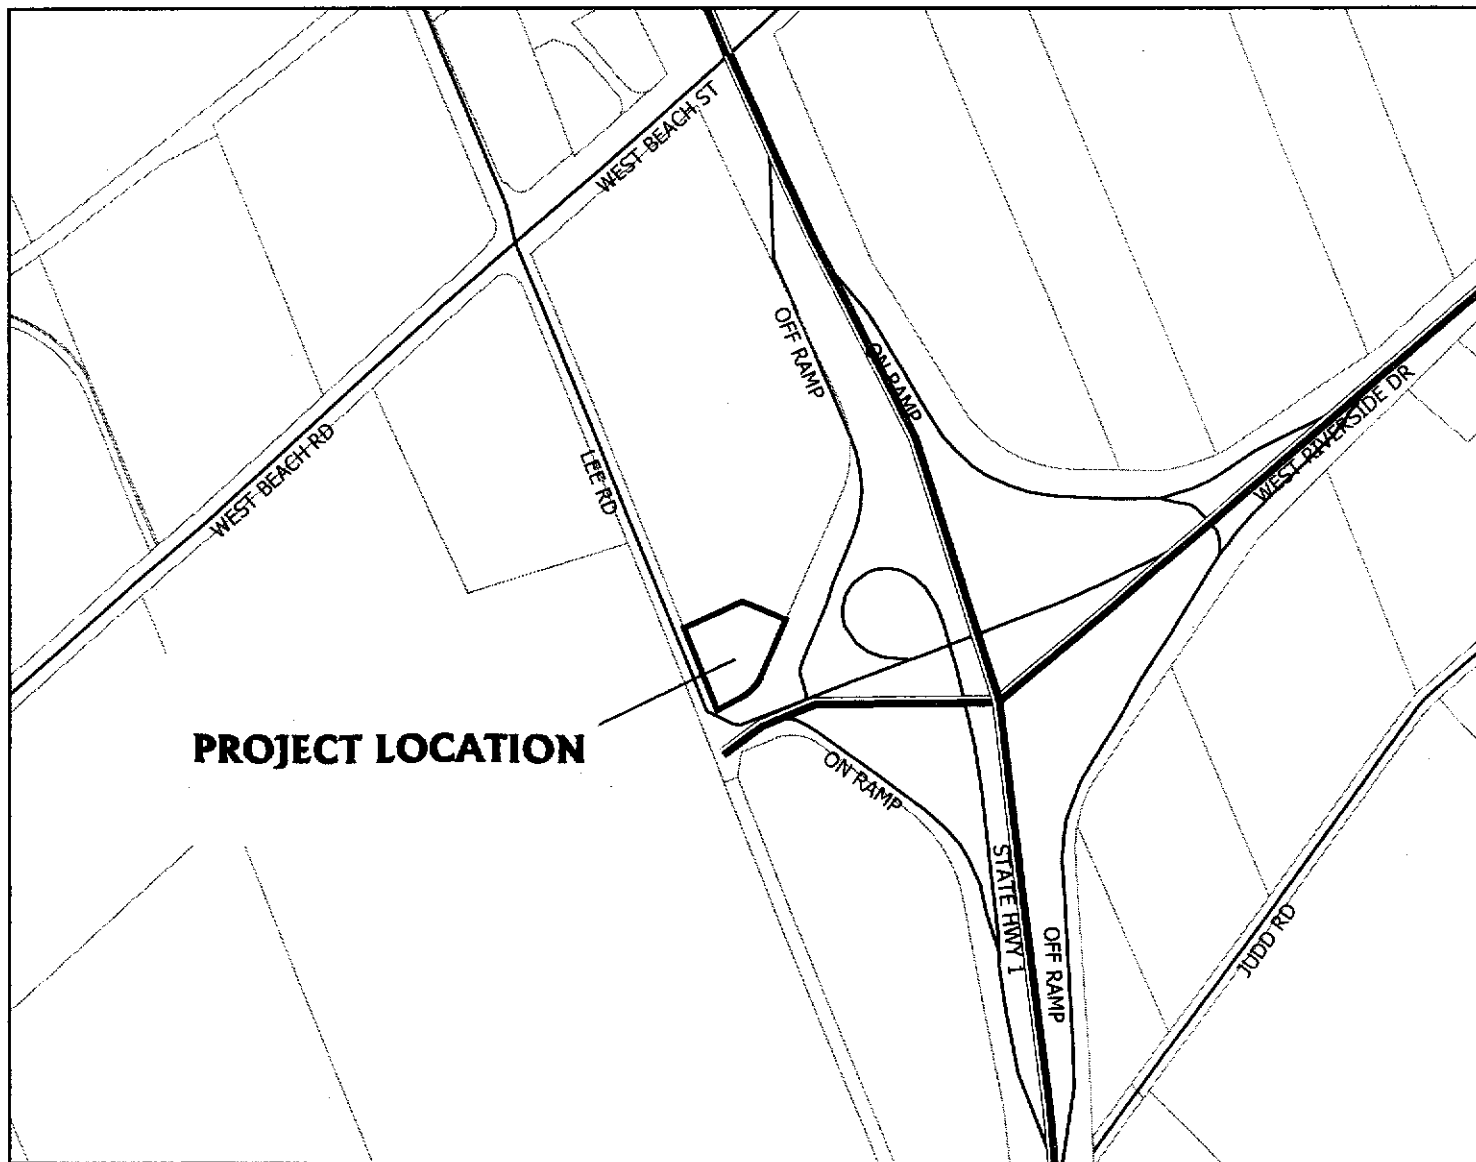 WEST BEACH ST
OFF RAMP
ON RAMP
WEST RIVERSIDE DR
WEST BEACH RD
LEE RD
PROJECT LOCATION
ON RAMP
STATE HWY 1
OFF RAMP
JUDD RD